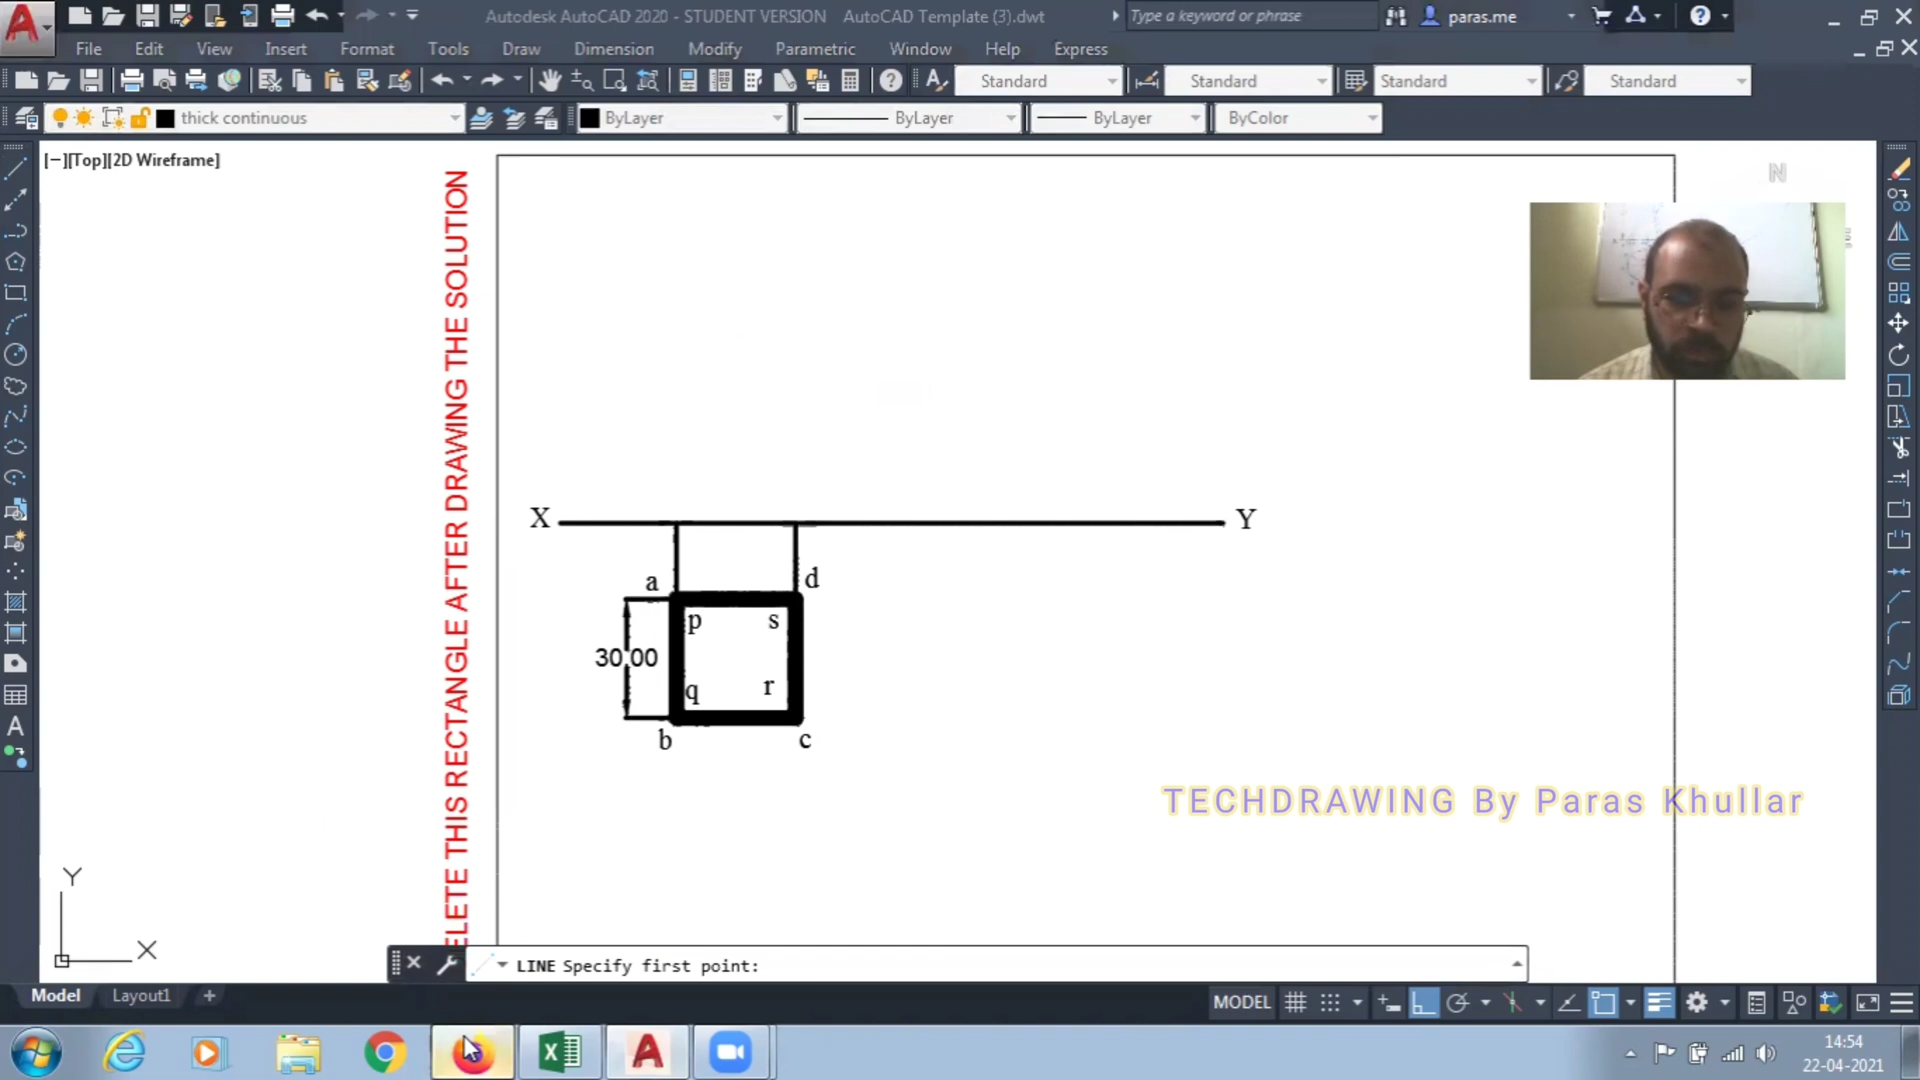 Autodesk AutoCAD 2020 - STUDENT VERSION AutoCAD Template (3).dwt
Type a keyword or phrase
paras.me
File Edit View Insert Format Tools Draw Dimension Modify Parametric Window Help Express
Standard Standard Standard Standard
thick continuous ByLayer ByLayer ByLayer ByColor
[−][Top][2D Wireframe]
N
ELETE THIS RECTANGLE AFTER DRAWING THE SOLUTION
X Y
a d
p s
30.00
q r
b c
TECHDRAWING By Paras Khullar
Y
X
LINE Specify first point:
Model Layout1 +
MODEL
14:54
22-04-2021